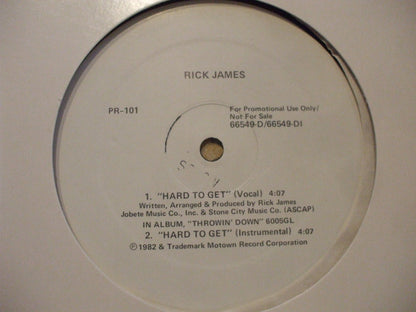 RICK JAMES
PR-101
For Promotional Use Only/
Not For Sale
66549-D/66549-D1
1. "HARD TO GET" (Vocal) 4:07
Written, Arranged & Produced by Rick James
Jobete Music Co., Inc. & Stone City Music Co. (ASCAP)
IN ALBUM, "THROWIN' DOWN" 6005GL
2. "HARD TO GET" (Instrumental) 4:07
℗ 1982 & Trademark Motown Record Corporation